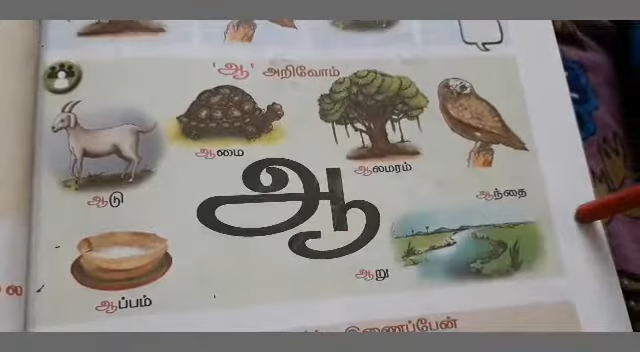 'ஆ' அறிவோம்
ஆடு
ஆமை
ஆலமரம்
ஆந்தை
ஆ
ஆப்பம்
ஆறு
இணைப்பேன்